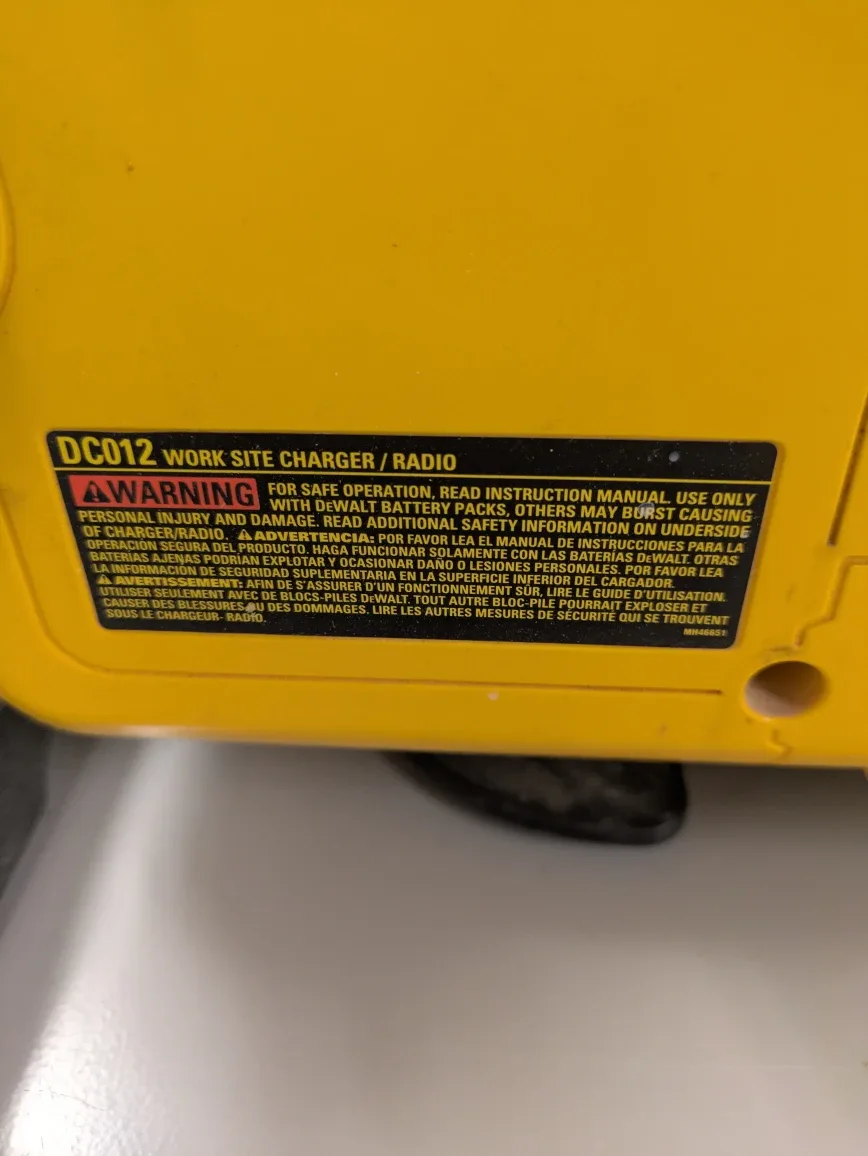 DC012 WORK SITE CHARGER / RADIO
⚠WARNING FOR SAFE OPERATION, READ INSTRUCTION MANUAL. USE ONLY
WITH DEWALT BATTERY PACKS, OTHERS MAY BURST CAUSING
PERSONAL INJURY AND DAMAGE. READ ADDITIONAL SAFETY INFORMATION ON UNDERSIDE
OF CHARGER/RADIO. ⚠ADVERTENCIA: POR FAVOR LEA EL MANUAL DE INSTRUCCIONES PARA LA
OPERACIÓN SEGURA DEL PRODUCTO. HAGA FUNCIONAR SOLAMENTE CON LAS BATERÍAS DEWALT. OTRAS
BATERIAS AJENAS PODRÍAN EXPLOTAR Y OCASIONAR DAÑO O LESIONES PERSONALES. POR FAVOR LEA
LA INFORMACIÓN DE SEGURIDAD SUPLEMENTARIA EN LA SUPERFICIE INFERIOR DEL CARGADOR.
⚠AVERTISSEMENT: AFIN DE S'ASSURER D'UN FONCTIONNEMENT SÛR, LIRE LE GUIDE D'UTILISATION.
UTILISER SEULEMENT AVEC DE BLOCS-PILES DEWALT. TOUT AUTRE BLOC-PILE POURRAIT EXPLOSER ET
CAUSER DES BLESSURES OU DES DOMMAGES. LIRE LES AUTRES MESURES DE SÉCURITÉ QUI SE TROUVENT
SOUS LE CHARGEUR- RADIO.
MH46651